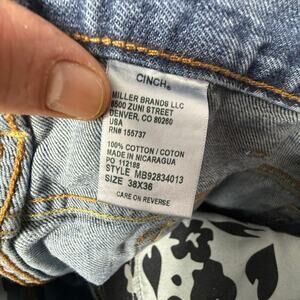 CINCH®
MILLER BRANDS LLC
8500 ZUNI STREET
DENVER, CO 80260
USA
RN# 155737
100% COTTON / COTON
MADE IN NICARAGUA
PO 112188
STYLE MB92834013
SIZE 38X36
CARE ON REVERSE